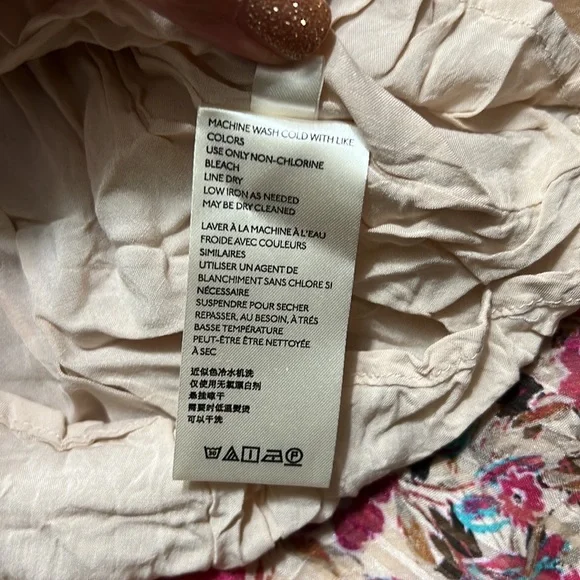 MACHINE WASH COLD WITH LIKE
COLORS
USE ONLY NON-CHLORINE
BLEACH
LINE DRY
LOW IRON AS NEEDED
MAY BE DRY CLEANED
LAVER À LA MACHINE À L'EAU
FROIDE AVEC COULEURS
SIMILAIRES
UTILISER UN AGENT DE
BLANCHIMENT SANS CHLORE SI
NÉCESSAIRE
SUSPENDRE POUR SECHER
REPASSER, AU BESOIN, À TRÉS
BASSE TEMPÉRATURE
PEUT-ÊTRE ÊTRE NETTOYÉE
À SEC
近似色冷水机洗
仅使用无氯漂白剂
悬挂晾干
需要时低温熨烫
可以干洗
30 P